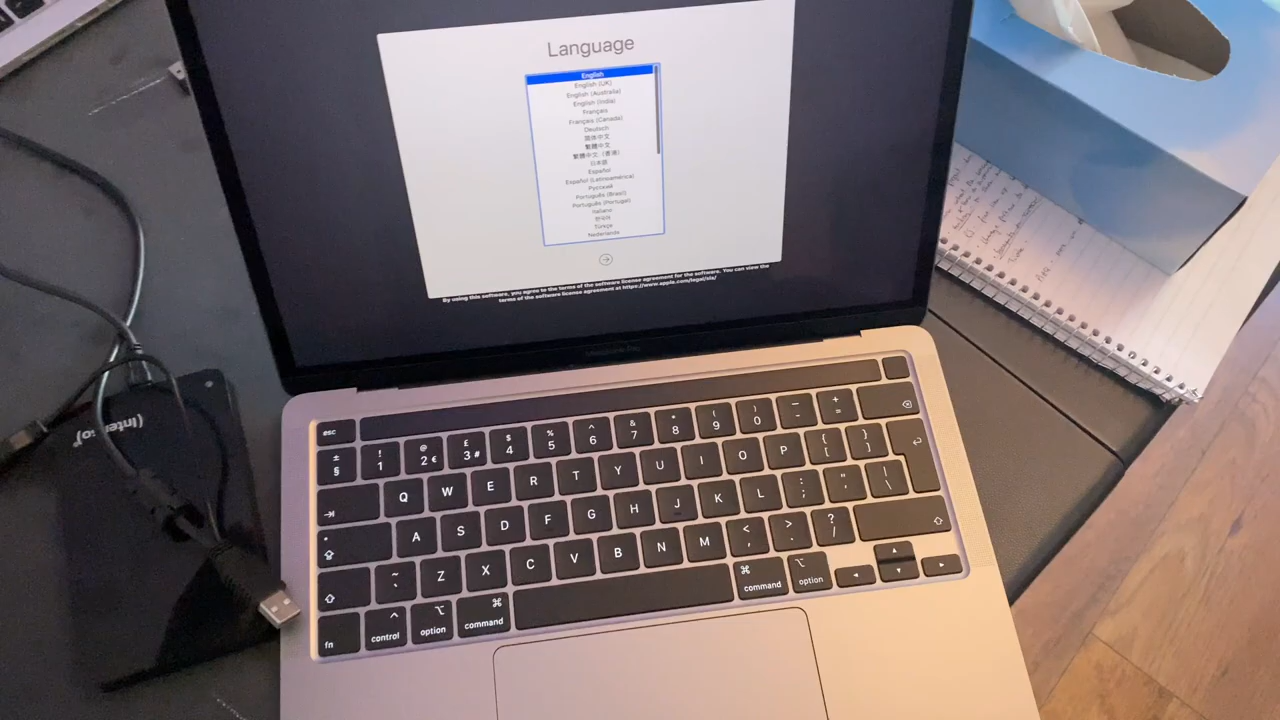 Language
English
English (UK)
English (Australia)
English (India)
Français
Français (Canada)
Deutsch
简体中文
繁體中文
繁體中文（香港）
日本語
Español
Español (Latinoamérica)
Русский
Português (Brasil)
Português (Portugal)
Italiano
한국어
Türkçe
Nederlands
By using this software, you agree to the terms of the software license agreement for the software. You can view the
terms of the software license agreement at https://www.apple.com/legal/sla/
MacBook Pro
(intenso)
esc
± ! @ £ $ % ^ & * ( ) _ +
§ 1 2 € 3 # 4 5 6 7 8 9 0 - =
Q W E R T Y U I O P { }
[ ]
A S D F G H J K L : " |
; ' \
~ Z X C V B N M < > ?
` , . /
fn control option command command option